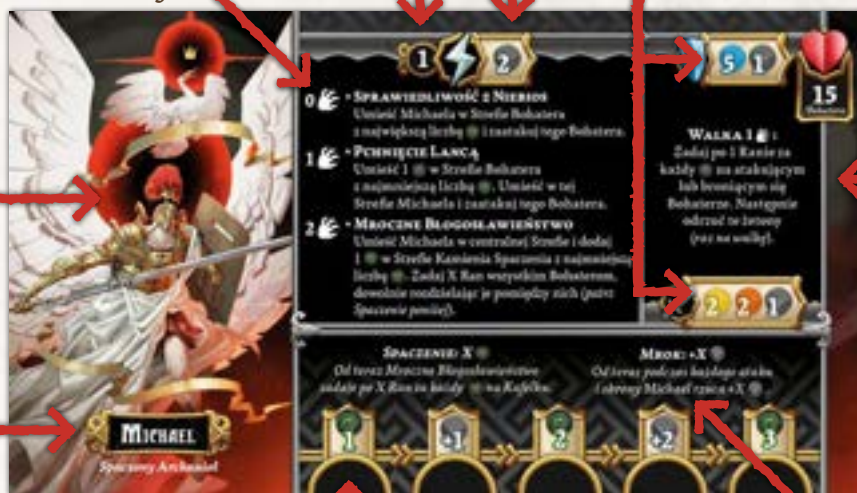 1 2
0 • Sprawiedliwość z Niebios
Umieść Michaela w Strefie Bohatera
z największą liczbą i zaatakuj tego Bohatera.
1 • Pchnięcie Lancą
Umieść 1 w Strefie Bohatera
z najmniejszą liczbą . Umieść w tej
Strefie Michaela i zaatakuj tego Bohatera.
2 • Mroczne Błogosławieństwo
Umieść Michaela w centralnej Strefie i dodaj
1 w Strefie Kamienia Spaczenia z najmniejszą
liczbą . Zadaj X Ran wszystkim Bohaterom,
dowolnie rozdzielając je pomiędzy nich (patrz
Spaczenie poniżej).
5 1
15
Walka 1 :
Zadaj po 1 Ranie za
każdy na atakującym
lub broniącym się
Bohaterze. Następnie
odrzuć te żetony
(raz na walkę).
2 2 1
Spaczenie: X
Od teraz Mroczne Błogosławieństwo
zadaje po X Ran za każdy na Kafelku.
Mrok: +X
Od teraz podczas każdego ataku
i obrony Michael rzuca +X
1 +1 2 +2 3
Michael
Spaczony Archanioł